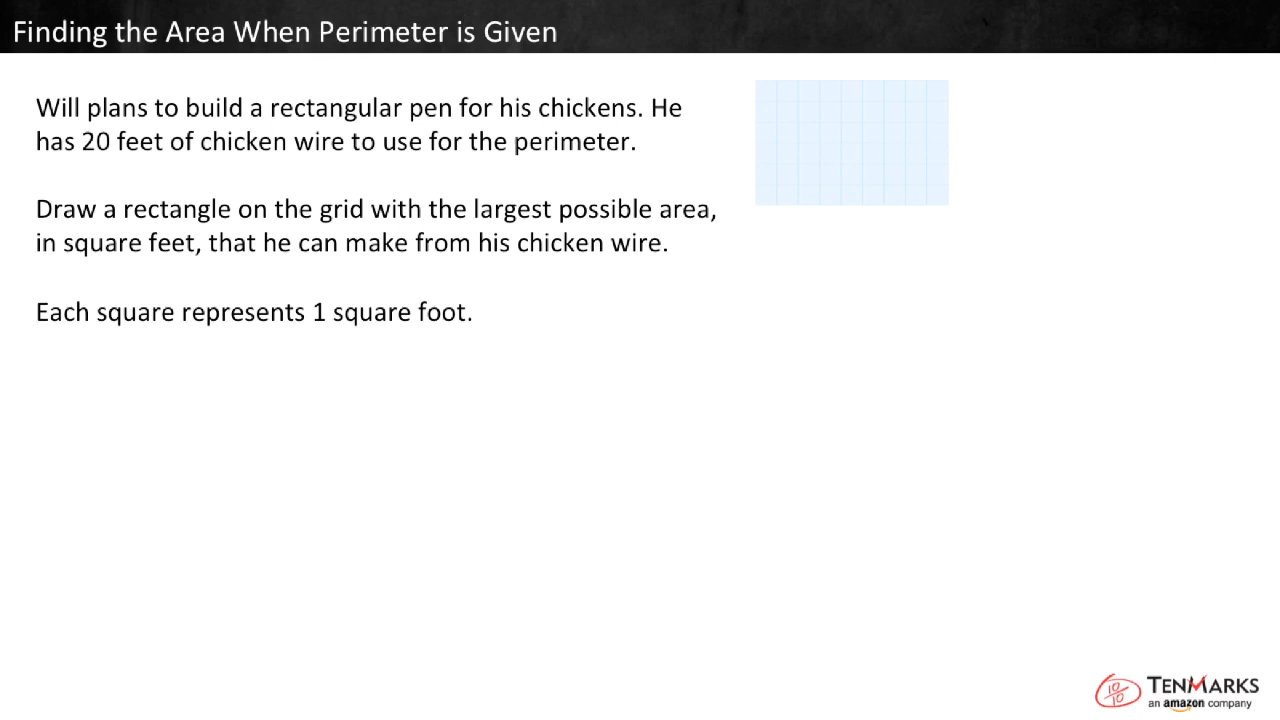 Finding the Area When Perimeter is Given
Will plans to build a rectangular pen for his chickens. He
has 20 feet of chicken wire to use for the perimeter.
Draw a rectangle on the grid with the largest possible area,
in square feet, that he can make from his chicken wire.
Each square represents 1 square foot.
10/10 TENMARKS
an amazon company